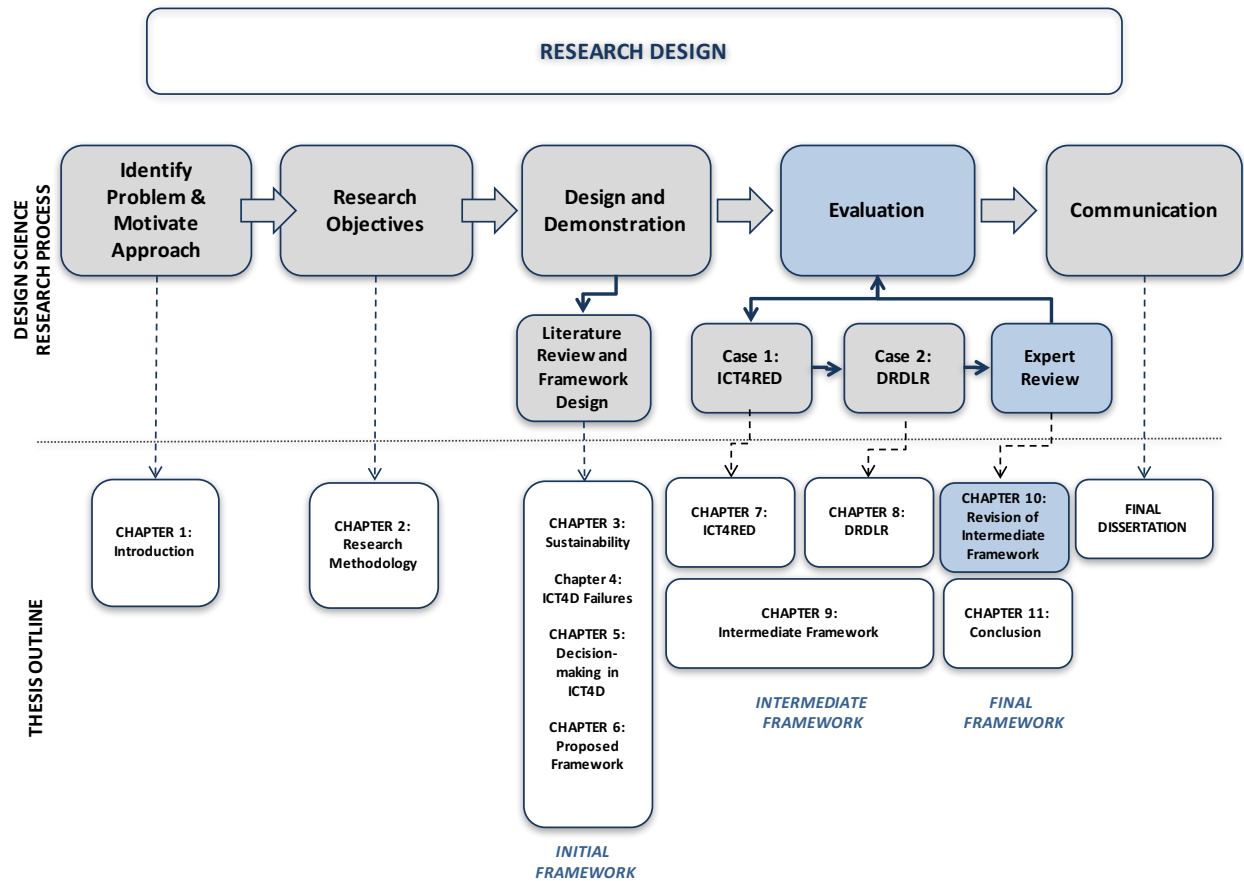 RESEARCH DESIGN
DESIGN SCIENCE
RESEARCH PROCESS
Identify
Problem &
Motivate
Approach
Research
Objectives
Design and
Demonstration
Evaluation
Communication
Literature
Review and
Framework
Design
Case 1:
ICT4RED
Case 2:
DRDLR
Expert
Review
THESIS OUTLINE
CHAPTER 1:
Introduction
CHAPTER 2:
Research
Methodology
CHAPTER 3:
Sustainability
Chapter 4:
ICT4D Failures
CHAPTER 5:
Decision-
making in
ICT4D
CHAPTER 6:
Proposed
Framework
INITIAL
FRAMEWORK
CHAPTER 7:
ICT4RED
CHAPTER 8:
DRDLR
CHAPTER 9:
Intermediate Framework
INTERMEDIATE
FRAMEWORK
CHAPTER 10:
Revision of
Intermediate
Framework
CHAPTER 11:
Conclusion
FINAL
FRAMEWORK
FINAL
DISSERTATION